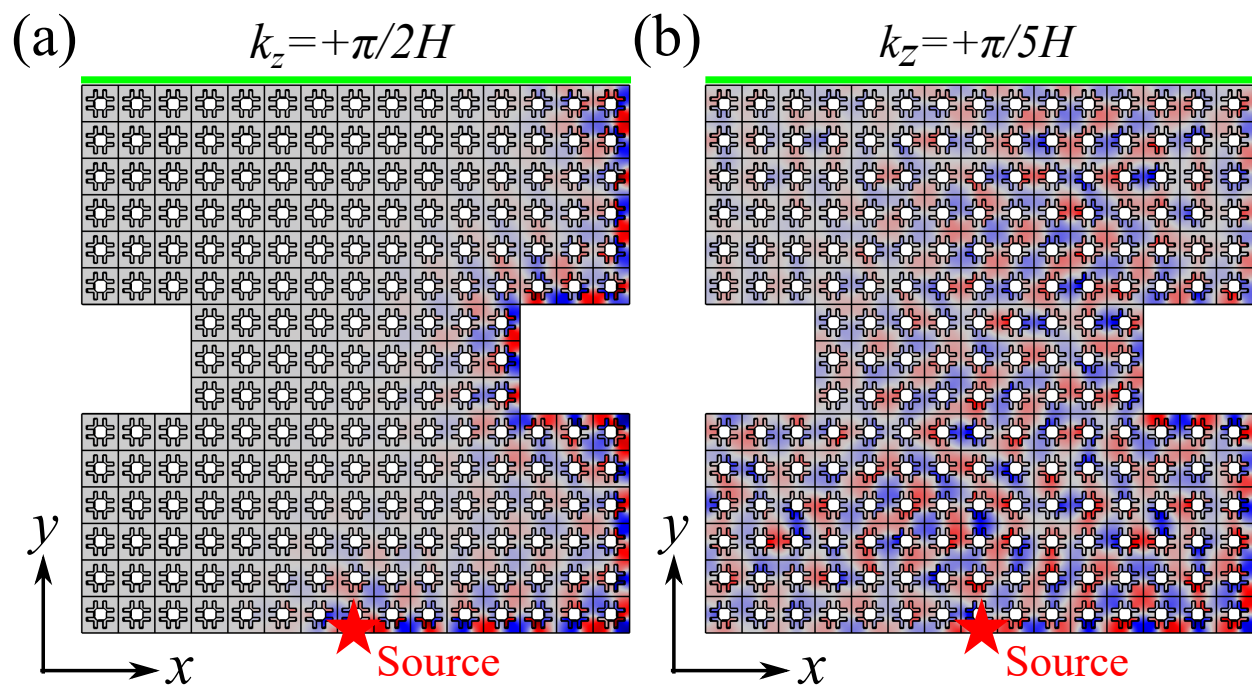 (a) k_z=+π/2H
(b) k_z=+π/5H
y
x
Source
y
x
Source